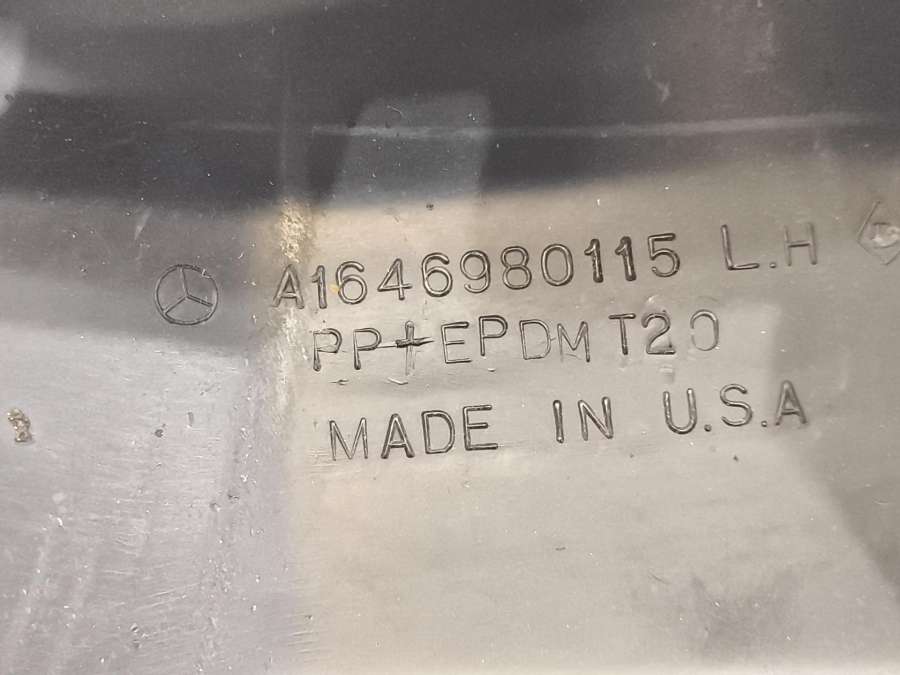 A1646980115 L.H
PP+EPDM T20
MADE IN U.S.A